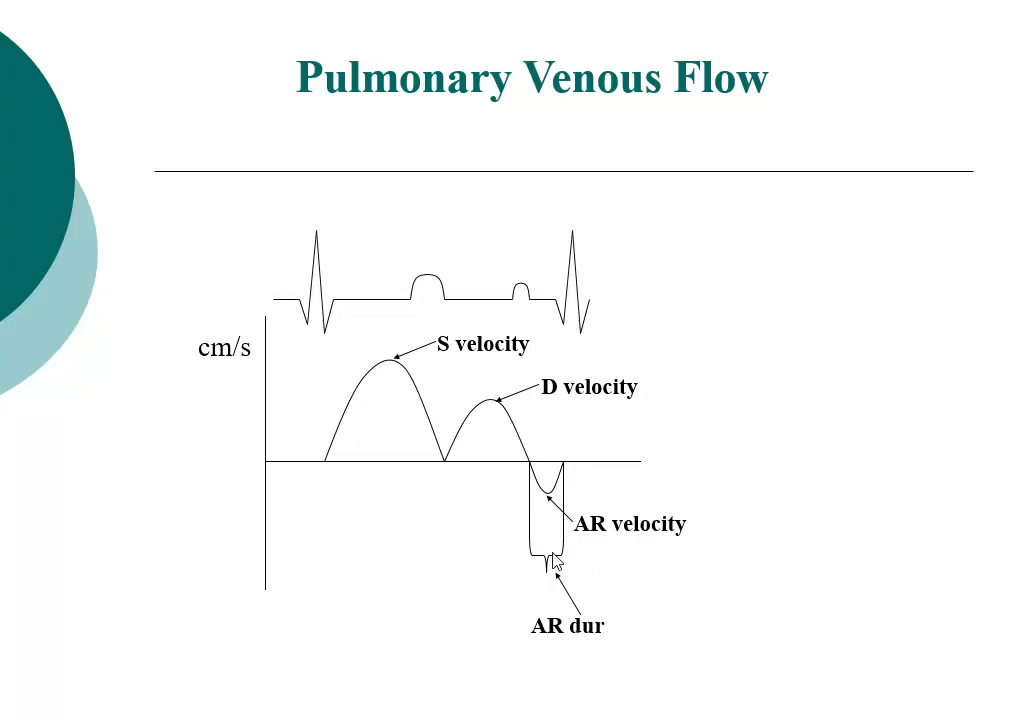 Pulmonary Venous Flow
cm/s
S velocity
D velocity
AR velocity
AR dur